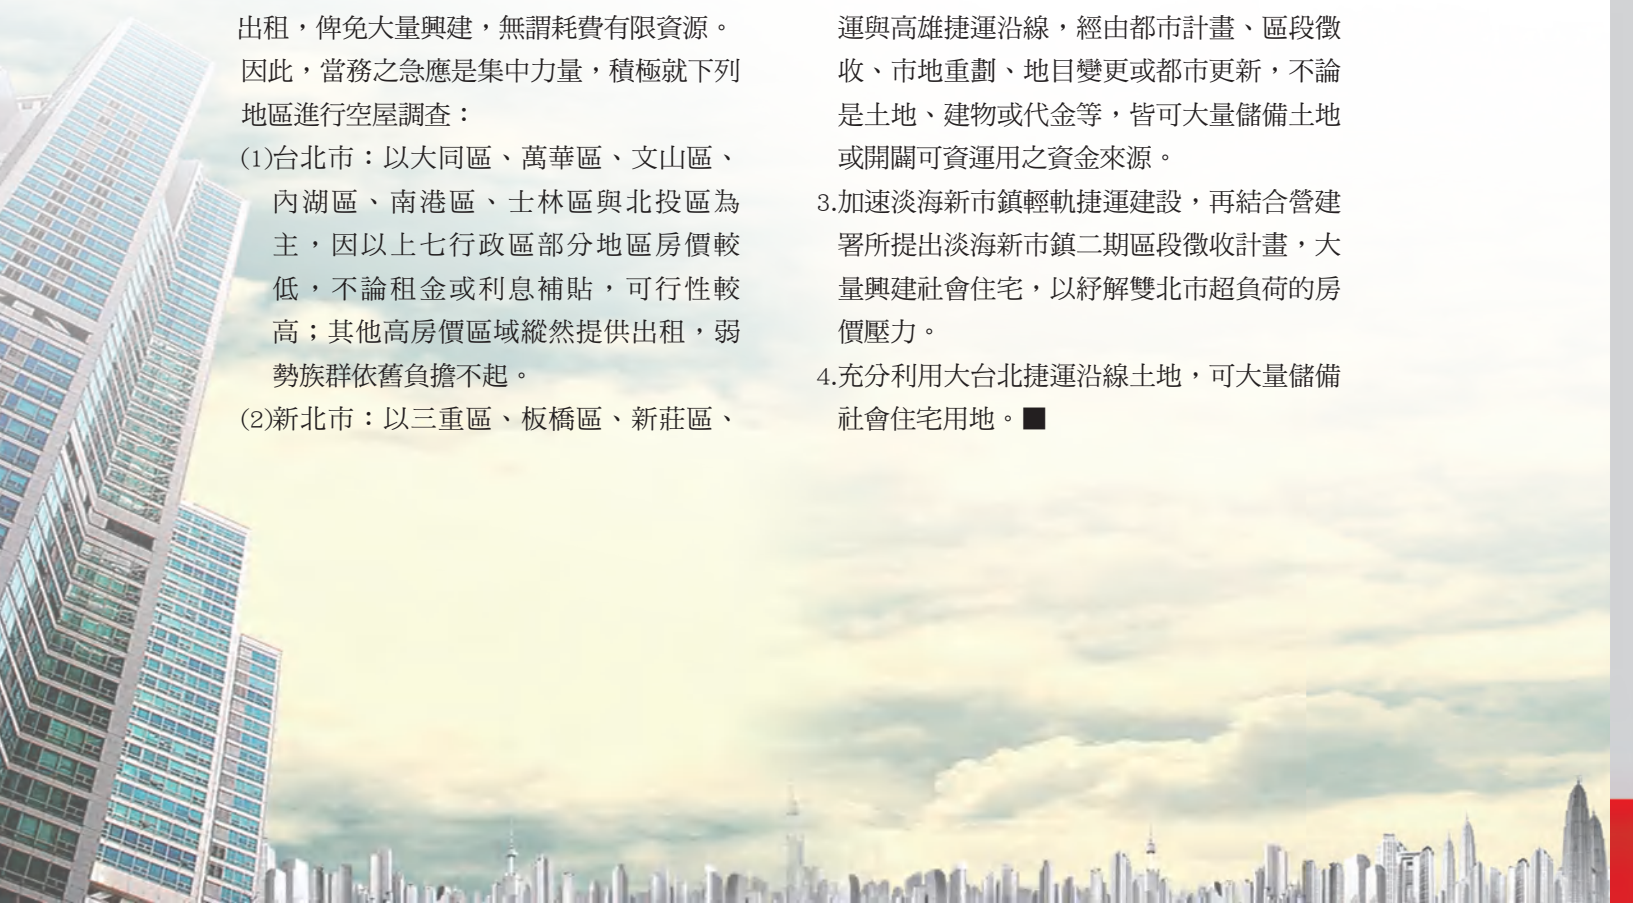 出租，俾免大量興建，無謂耗費有限資源。
因此，當務之急應是集中力量，積極就下列
地區進行空屋調查：
(1)台北市：以大同區、萬華區、文山區、
內湖區、南港區、士林區與北投區為
主，因以上七行政區部分地區房價較
低，不論租金或利息補貼，可行性較
高；其他高房價區域縱然提供出租，弱
勢族群依舊負擔不起。
(2)新北市：以三重區、板橋區、新莊區、
運與高雄捷運沿線，經由都市計畫、區段徵
收、市地重劃、地目變更或都市更新，不論
是土地、建物或代金等，皆可大量儲備土地
或開闢可資運用之資金來源。
3.加速淡海新市鎮輕軌捷運建設，再結合營建
署所提出淡海新市鎮二期區段徵收計畫，大
量興建社會住宅，以紓解雙北市超負荷的房
價壓力。
4.充分利用大台北捷運沿線土地，可大量儲備
社會住宅用地。■